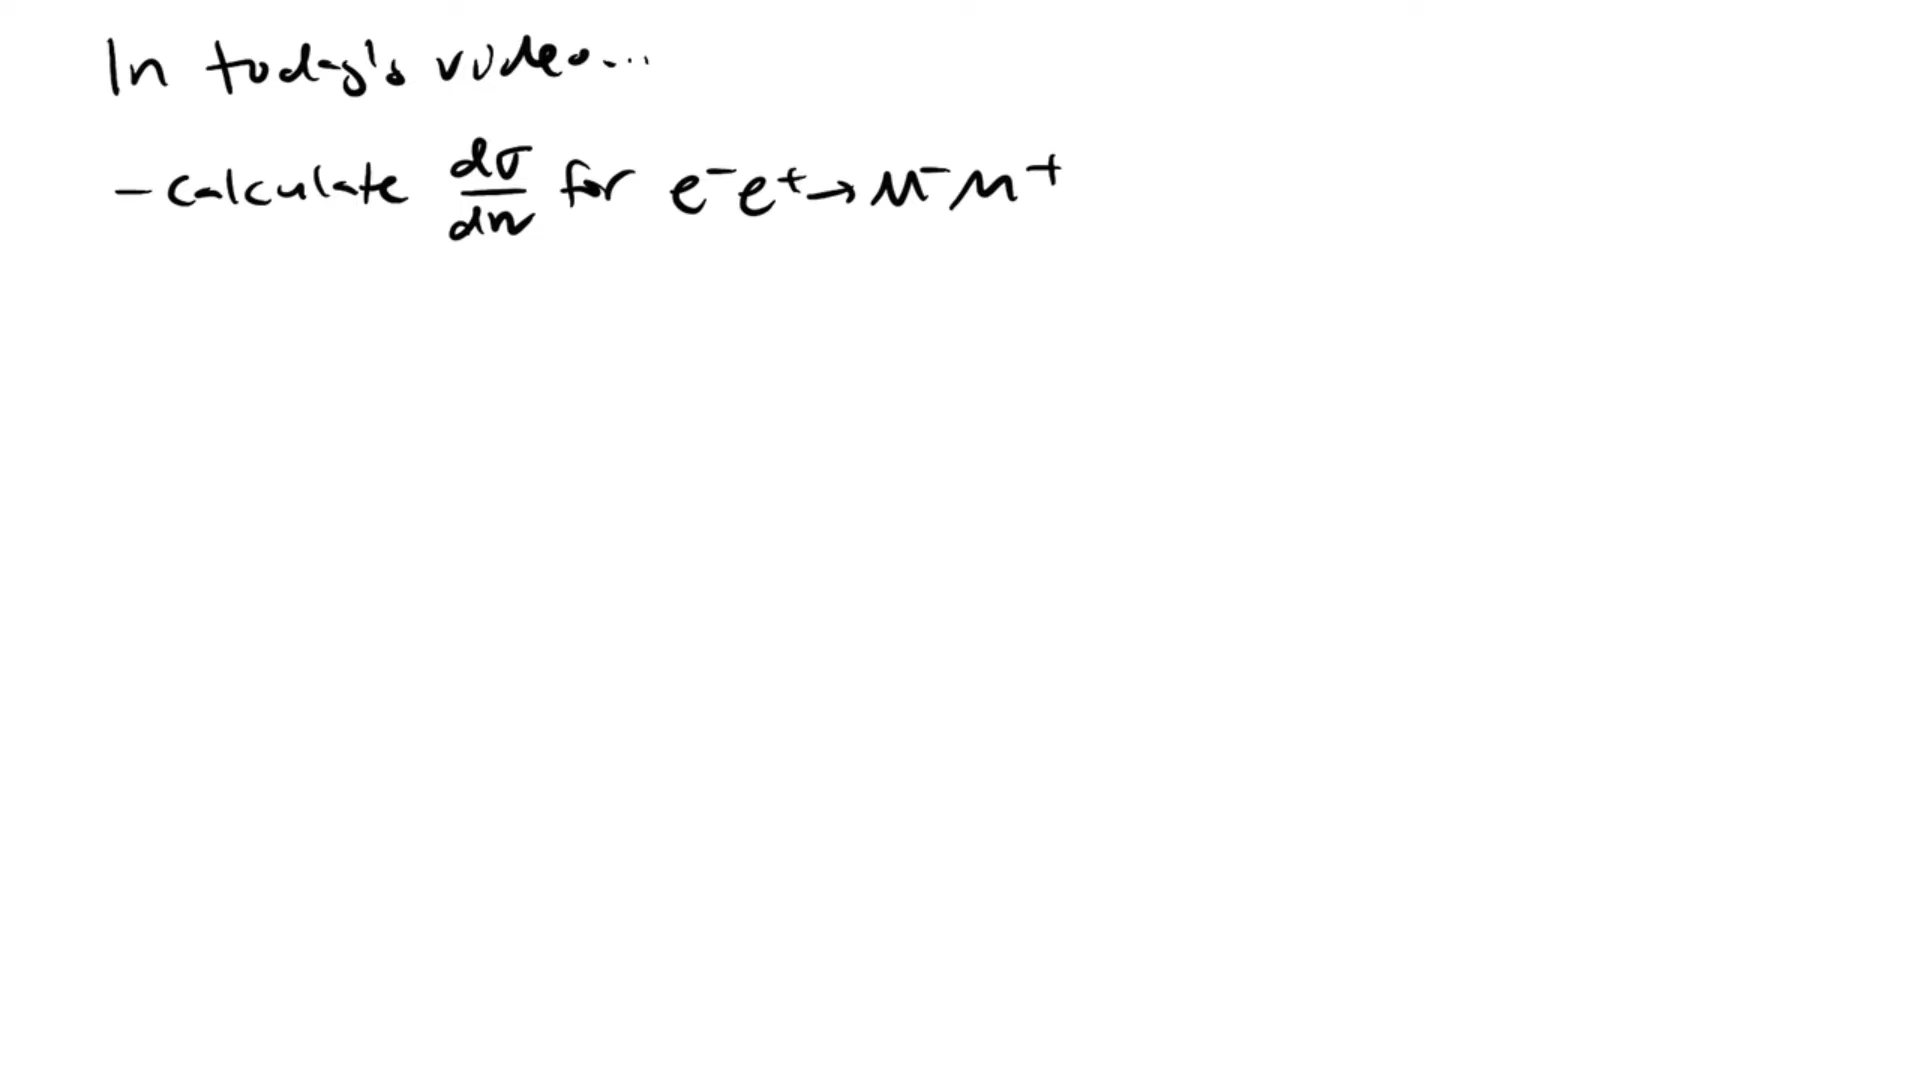 In today's video...
- calculate dσ/dΩ for e⁻e⁺→μ⁻μ⁺